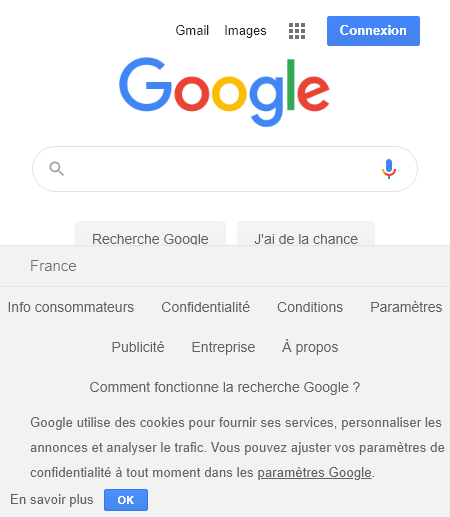 Gmail Images Connexion
Google
Recherche Google J'ai de la chance
France
Info consommateurs Confidentialité Conditions Paramètres
Publicité Entreprise À propos
Comment fonctionne la recherche Google ?
Google utilise des cookies pour fournir ses services, personnaliser les
annonces et analyser le trafic. Vous pouvez ajuster vos paramètres de
confidentialité à tout moment dans les paramètres Google.
En savoir plus OK